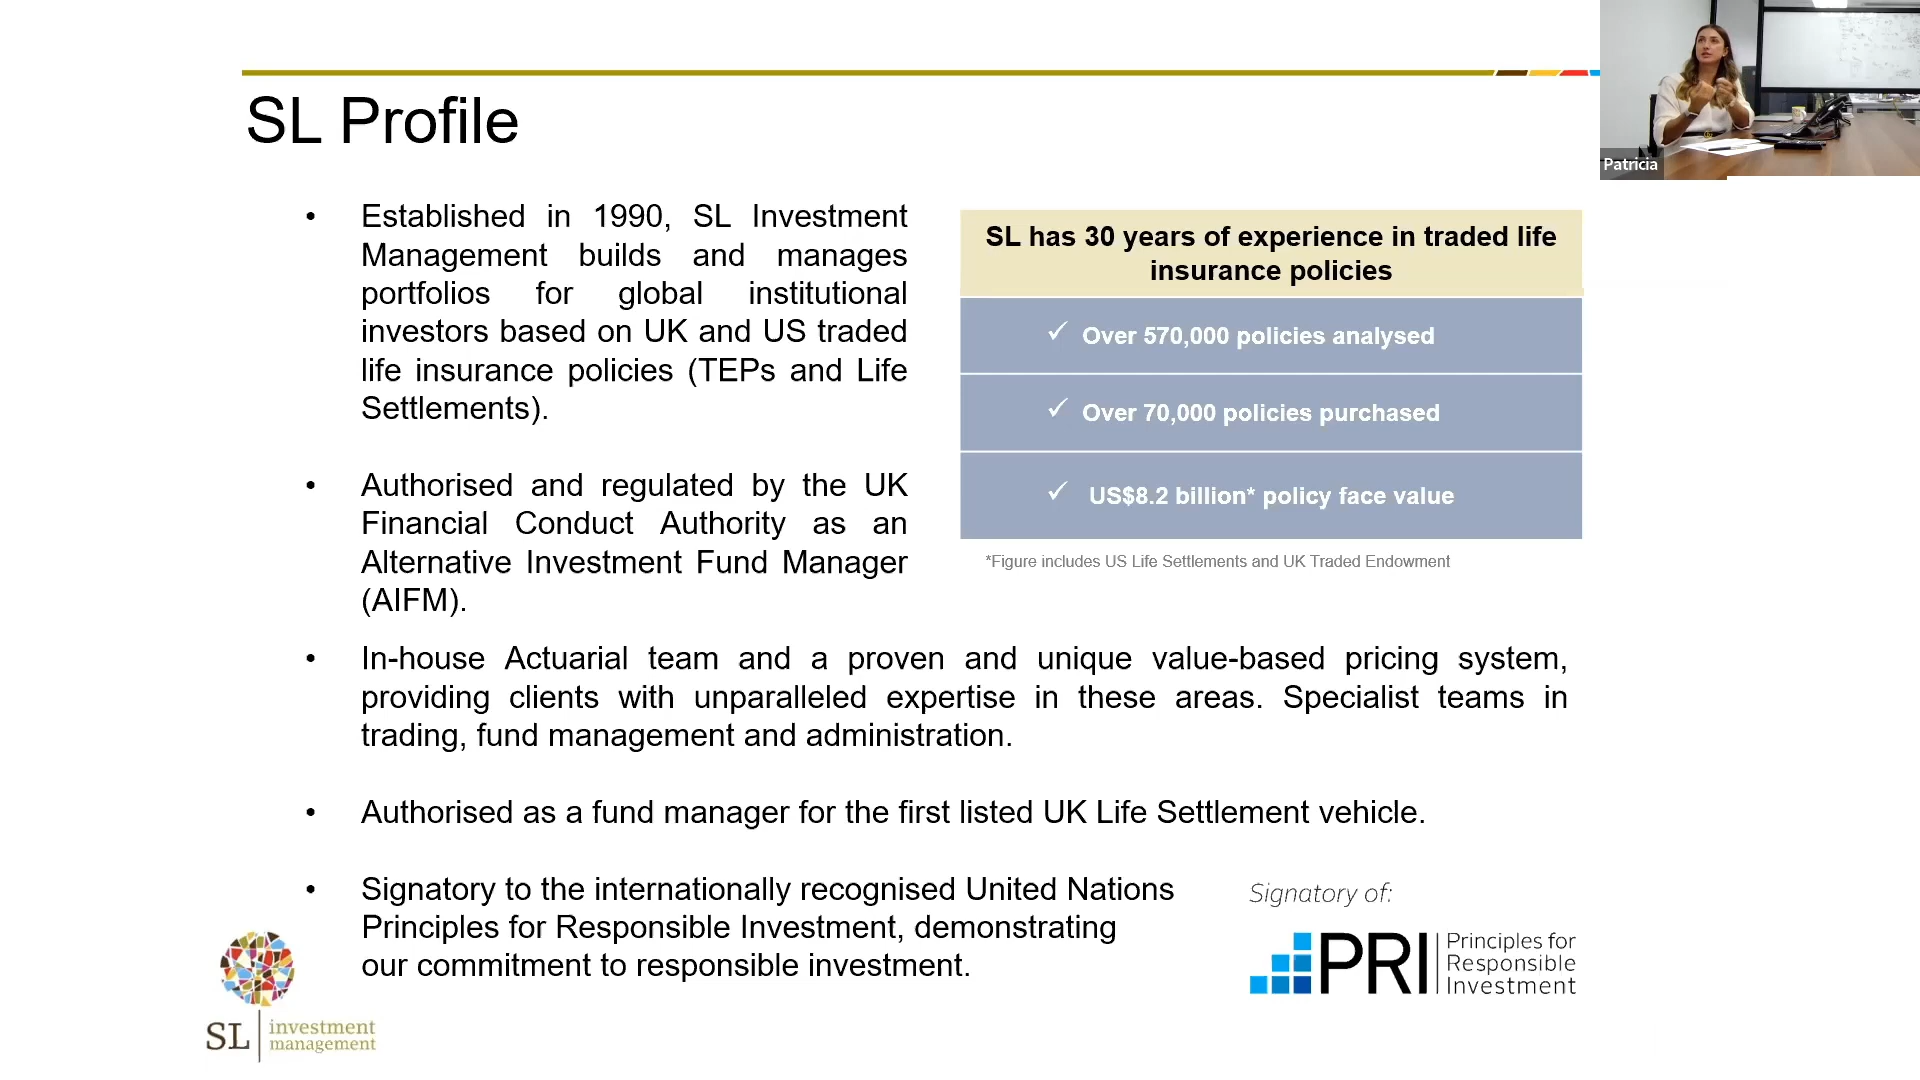 SL Profile
Patricia
• Established in 1990, SL Investment
Management builds and manages
portfolios for global institutional
investors based on UK and US traded
life insurance policies (TEPs and Life
Settlements).
• Authorised and regulated by the UK
Financial Conduct Authority as an
Alternative Investment Fund Manager
(AIFM).
SL has 30 years of experience in traded life
insurance policies
✓ Over 570,000 policies analysed
✓ Over 70,000 policies purchased
✓ US$8.2 billion* policy face value
*Figure includes US Life Settlements and UK Traded Endowment
• In-house Actuarial team and a proven and unique value-based pricing system,
providing clients with unparalleled expertise in these areas. Specialist teams in
trading, fund management and administration.
• Authorised as a fund manager for the first listed UK Life Settlement vehicle.
• Signatory to the internationally recognised United Nations
Principles for Responsible Investment, demonstrating
our commitment to responsible investment.
Signatory of:
PRI
Principles for
Responsible
Investment
SL
investment
management